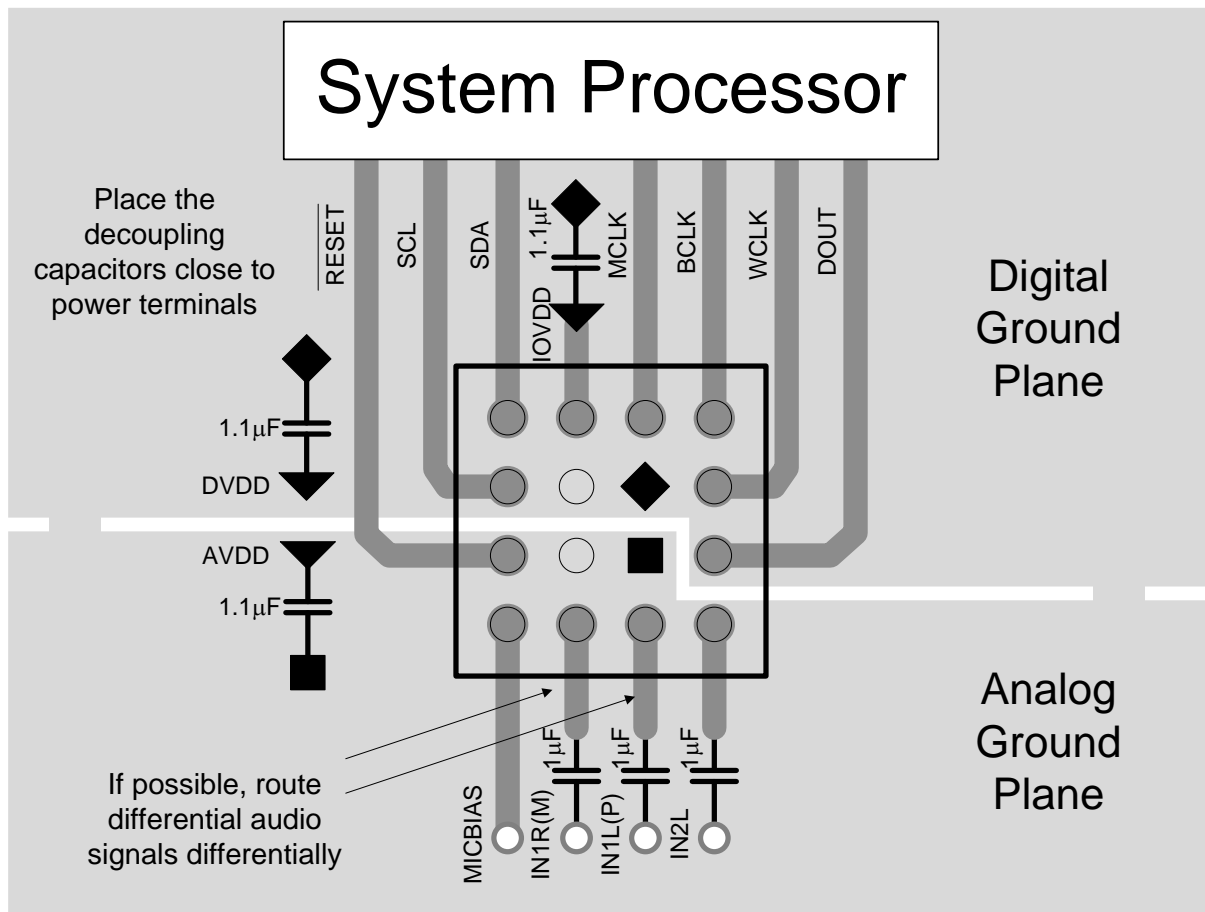 System Processor
Place the
decoupling
capacitors close to
power terminals
RESET
SCL
SDA
1.1μF
IOVDD
MCLK
BCLK
WCLK
DOUT
Digital
Ground
Plane
1.1μF
DVDD
AVDD
1.1μF
Analog
Ground
Plane
If possible, route
differential audio
signals differentially
MICBIAS
1μF
IN1R(M)
1μF
IN1L(P)
1μF
IN2L